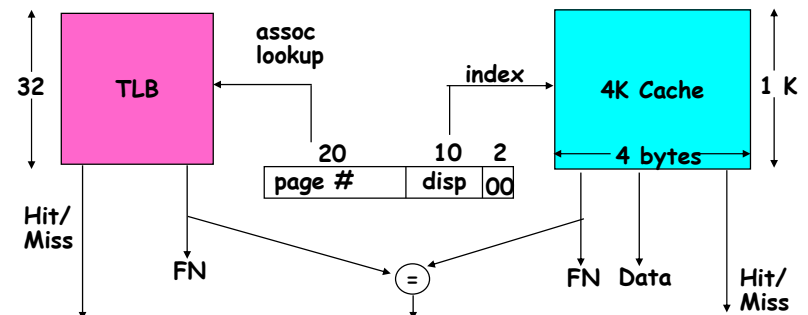 assoc
lookup
32
TLB
index
4K Cache
1 K
20
10
2
4 bytes
page #
disp
00
Hit/
Miss
FN
=
FN
Data
Hit/
Miss